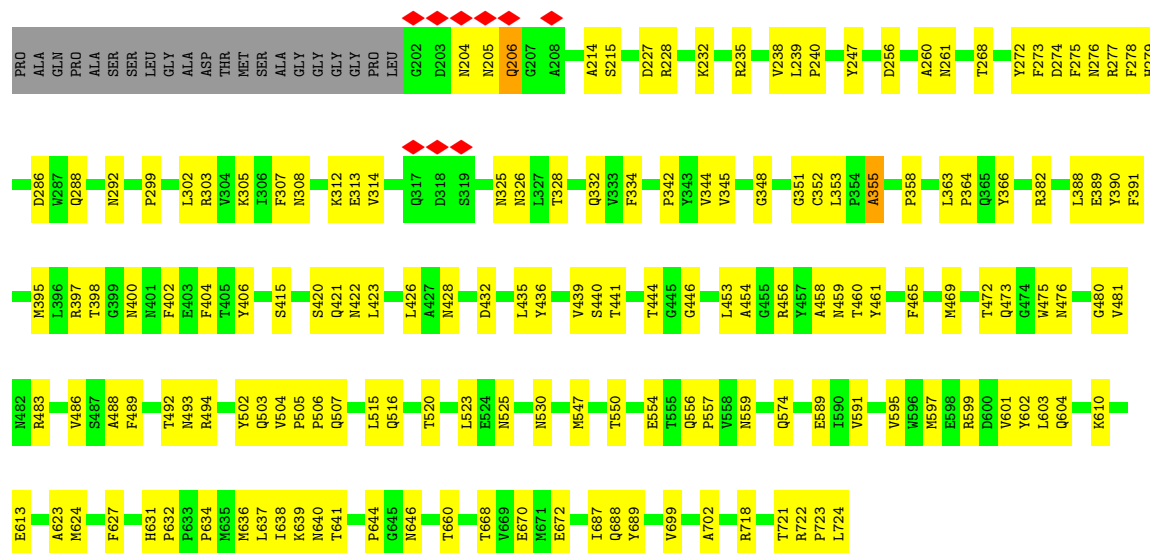 PRO ALA GLN PRO ALA SER SER LEU GLY ALA ASP THR MET SER ALA GLY GLY GLY GLY PRO LEU G202 D203 N204 N205 Q206 G207 A208 A214 S215 D227 R228 K232 R235 V238 L239 P240 Y247 D256 A260 N261 T268 Y272 F273 D274 F275 N276 R277 F278 H279
D286 W287 Q288 N292 P299 L302 R303 V304 K305 I306 F307 N308 K312 E313 V314 Q317 D318 S319 N325 N326 L327 T328 Q332 V333 F334 P342 Y343 V344 V345 G348 G351 C352 L353 P354 A355 P358 L363 P364 Q365 Y366 R382 L388 E389 Y390 F391
M395 L396 R397 T398 G399 N400 N401 F402 E403 F404 T405 Y406 S415 S420 Q421 N422 L423 L426 A427 N428 D432 L435 Y436 V439 S440 T441 T444 G445 G446 L453 A454 G455 R456 Y457 A458 N459 T460 Y461 F465 M469 T472 Q473 G474 W475 N476 G480 V481
N482 R483 V486 S487 A488 F489 T492 N493 R494 Y502 Q503 V504 P505 P506 Q507 L515 Q516 T520 L523 E524 N525 N530 M547 T550 E554 T555 Q556 P557 V558 N559 Q574 E589 I590 V591 V595 W596 M597 E598 R599 D600 V601 Y602 L603 Q604 K610
E613 A623 M624 F627 H631 P632 P633 P634 M635 M636 L637 I638 K639 N640 T641 P644 G645 N646 T660 T668 V669 E670 M671 E672 I687 Q688 Y689 V699 A702 R718 T721 R722 P723 L724